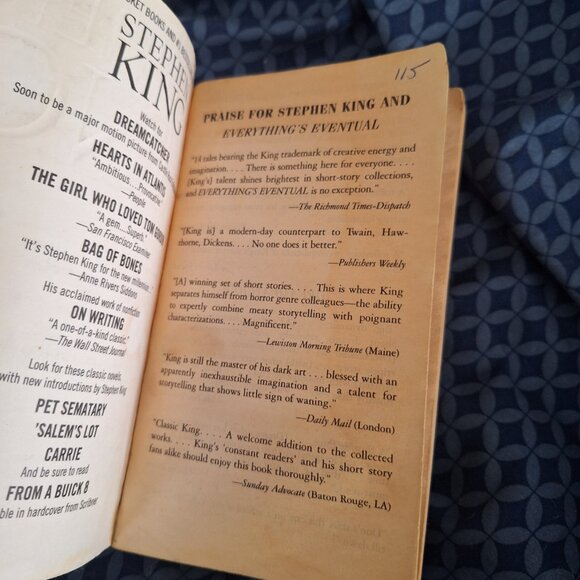 KET BOOKS AND
STEPHEN
KING
Watch for
DREAMCATCHER
Soon to be a major motion picture from
HEARTS IN ATLANTIS
"Ambitious . . . Provocative
—People
THE GIRL WHO LOVED TOM GORDON
"A gem... Superb."
—San Francisco Examiner
BAG OF BONES
"It's Stephen King for the new millennium
—Anne Rivers Siddons
His acclaimed work of nonfiction
ON WRITING
"A one-of-a-kind classic."
—The Wall Street Journal
Look for these classic novels,
with new introductions by Stephen King
PET SEMATARY
'SALEM'S LOT
CARRIE
And be sure to read
FROM A BUICK 8
ble in hardcover from Scribner
115
PRAISE FOR STEPHEN KING AND
EVERYTHING'S EVENTUAL
"14 tales bearing the King trademark of creative energy and
imagination. . . . There is something here for everyone. . . .
[King's] talent shines brightest in short-story collections,
and EVERYTHING'S EVENTUAL is no exception."
—The Richmond Times-Dispatch
"[King is] a modern-day counterpart to Twain, Haw-
thorne, Dickens. . . . No one does it better."
—Publishers Weekly
"[A] winning set of short stories. . . . This is where King
separates himself from horror genre colleagues—the ability
to expertly combine meaty storytelling with poignant
characterizations. . . . Magnificent."
—Lewiston Morning Tribune (Maine)
"King is still the master of his dark art . . . blessed with an
apparently inexhaustible imagination and a talent for
storytelling that shows little sign of waning."
—Daily Mail (London)
"Classic King. . . . A welcome addition to the collected
works. . . . King's 'constant readers' and his short story
fans alike should enjoy this book thoroughly."
—Sunday Advocate (Baton Rouge, LA)